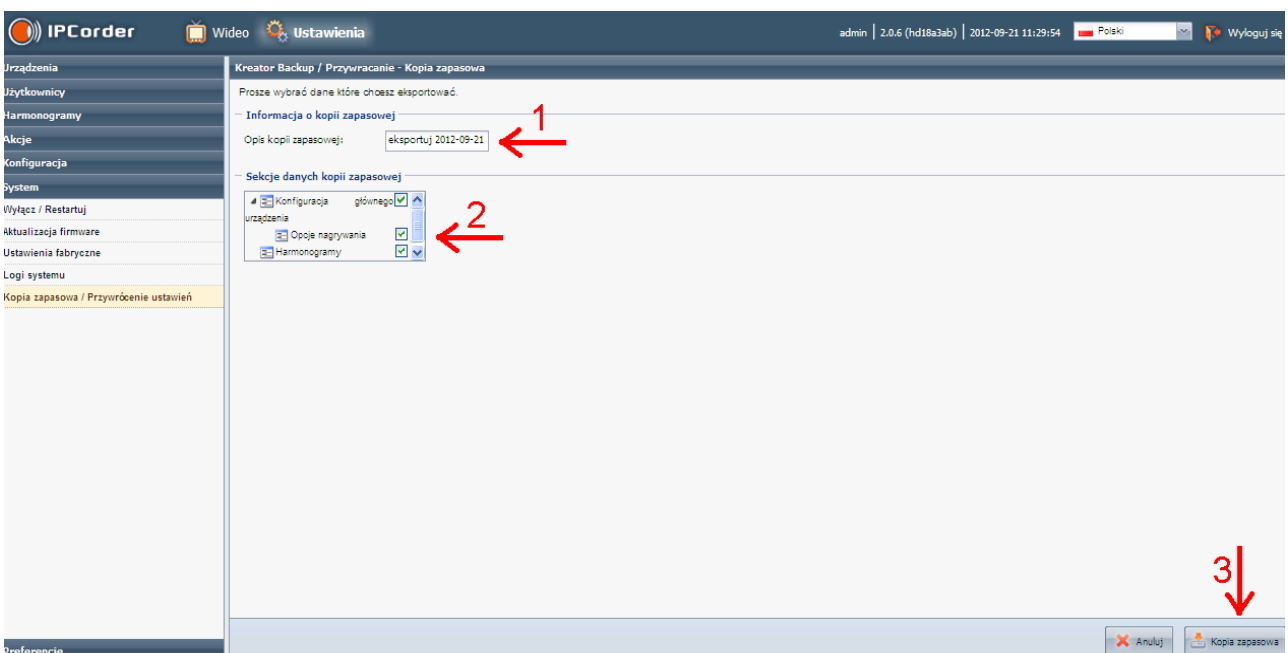 IPCorder Wideo Ustawienia admin | 2.0.6 (hd18a3ab) | 2012-09-21 11:29:54 Polski Wyloguj się
Urządzenia
Użytkownicy
Harmonogramy
Akcje
Konfiguracja
System
Wyłącz / Restartuj
Aktualizacja firmware
Ustawienia fabryczne
Logi systemu
Kopia zapasowa / Przywrócenie ustawień
Preferencje
Kreator Backup / Przywracanie - Kopia zapasowa
Prosze wybrać dane które chcesz eksportować.
Informacja o kopii zapasowej
1
Opis kopii zapasowej: eksportuj 2012-09-21
Sekcje danych kopii zapasowej
Konfiguracja głównego
urządzenia
2
Opcje nagrywania
Harmonogramy
3
Anuluj Kopia zapasowa